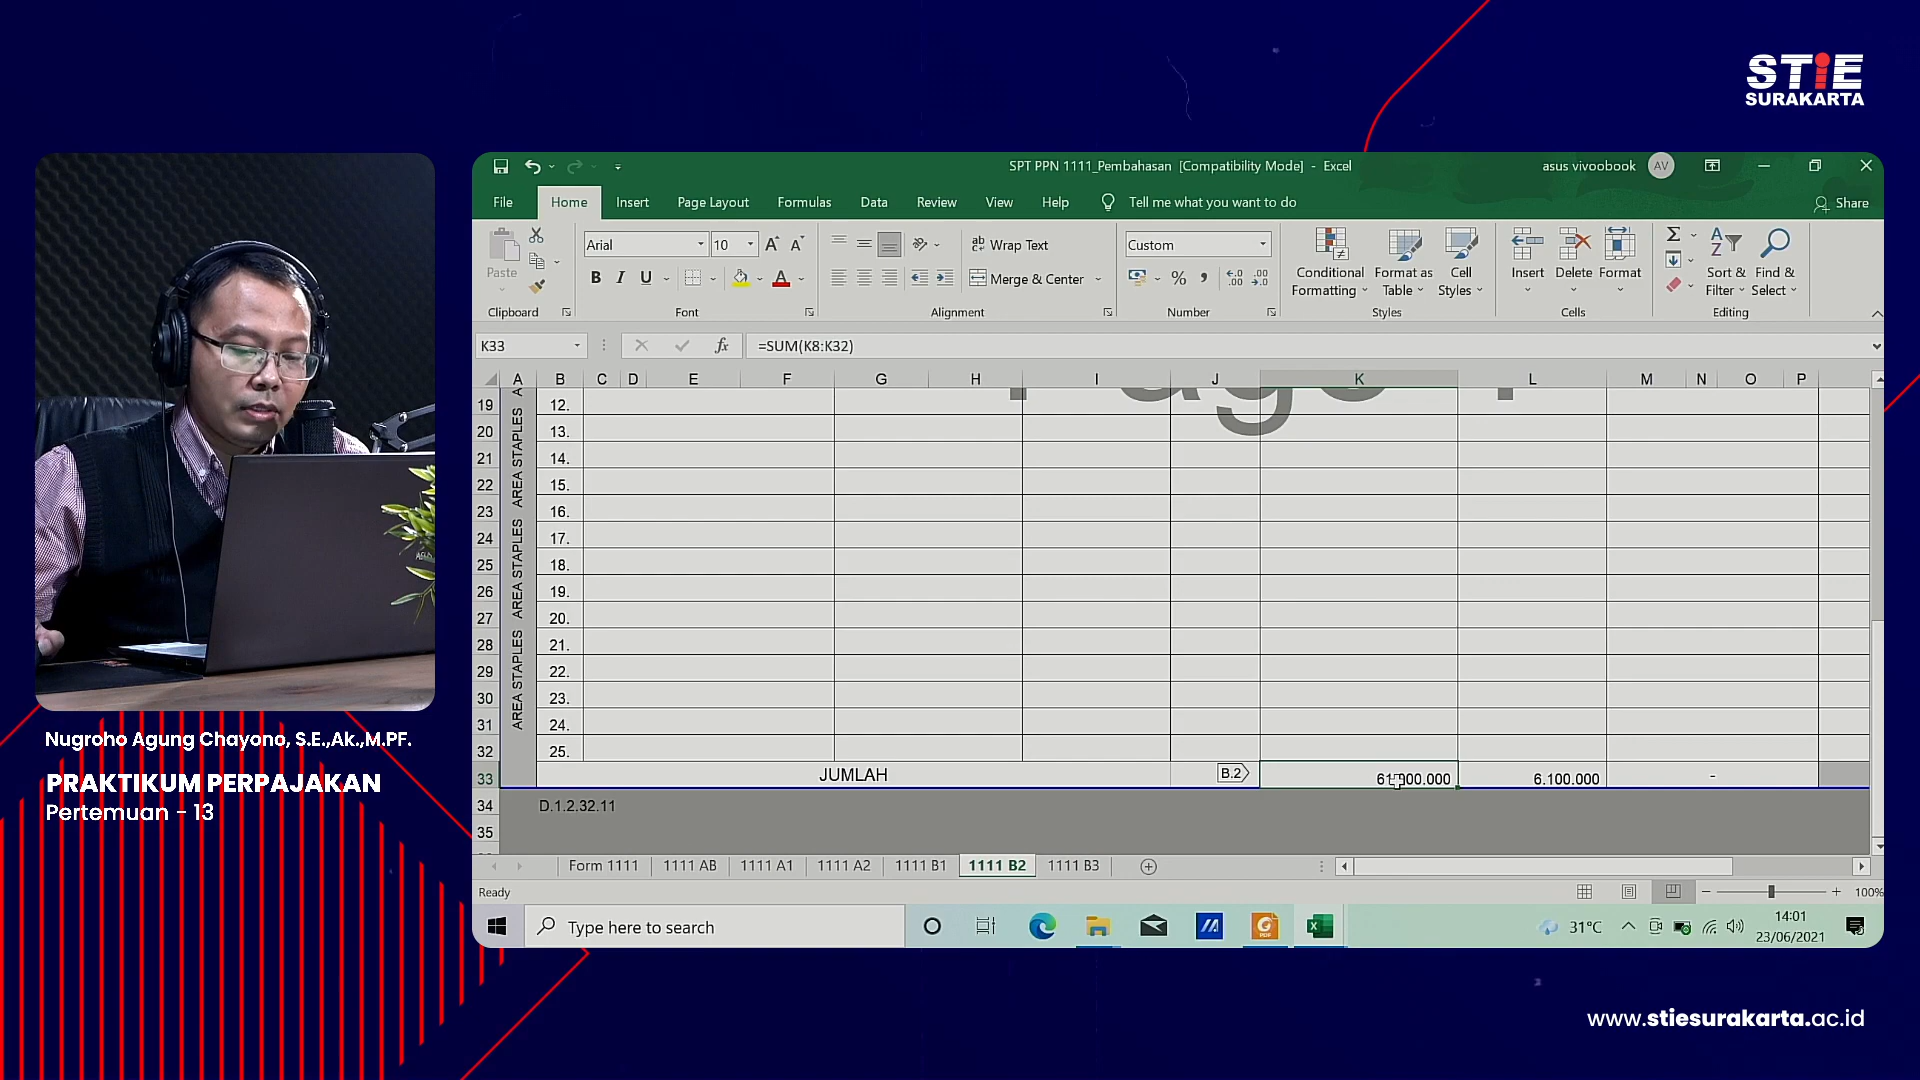 STIE
SURAKARTA
SPT PPN 1111_Pembahasan [Compatibility Mode] - Excel
asus vivoobook
AV
File
Home
Insert
Page Layout
Formulas
Data
Review
View
Help
Tell me what you want to do
Share
Paste
Arial
10
Wrap Text
Merge & Center
Custom
Conditional Formatting
Format as Table
Cell Styles
Insert
Delete
Format
Sort & Filter
Find & Select
Clipboard
Font
Alignment
Number
Styles
Cells
Editing
K33
=SUM(K8:K32)
A B C D E F G H I J K L M N O P
19 12.
20 13.
21 14.
22 15.
23 16.
24 17.
25 18.
26 19.
27 20.
28 21.
29 22.
30 23.
31 24.
32 25.
AREA STAPLES AREA STAPLES AREA STAPLES A
33 JUMLAH B.2 61.000.000 6.100.000 -
34 D.1.2.32.11
35
Form 1111
1111 AB
1111 A1
1111 A2
1111 B1
1111 B2
1111 B3
Ready
100%
Type here to search
31°C
14:01
23/06/2021
Nugroho Agung Chayono, S.E.,Ak.,M.PF.
PRAKTIKUM PERPAJAKAN
Pertemuan - 13
www.stiesurakarta.ac.id